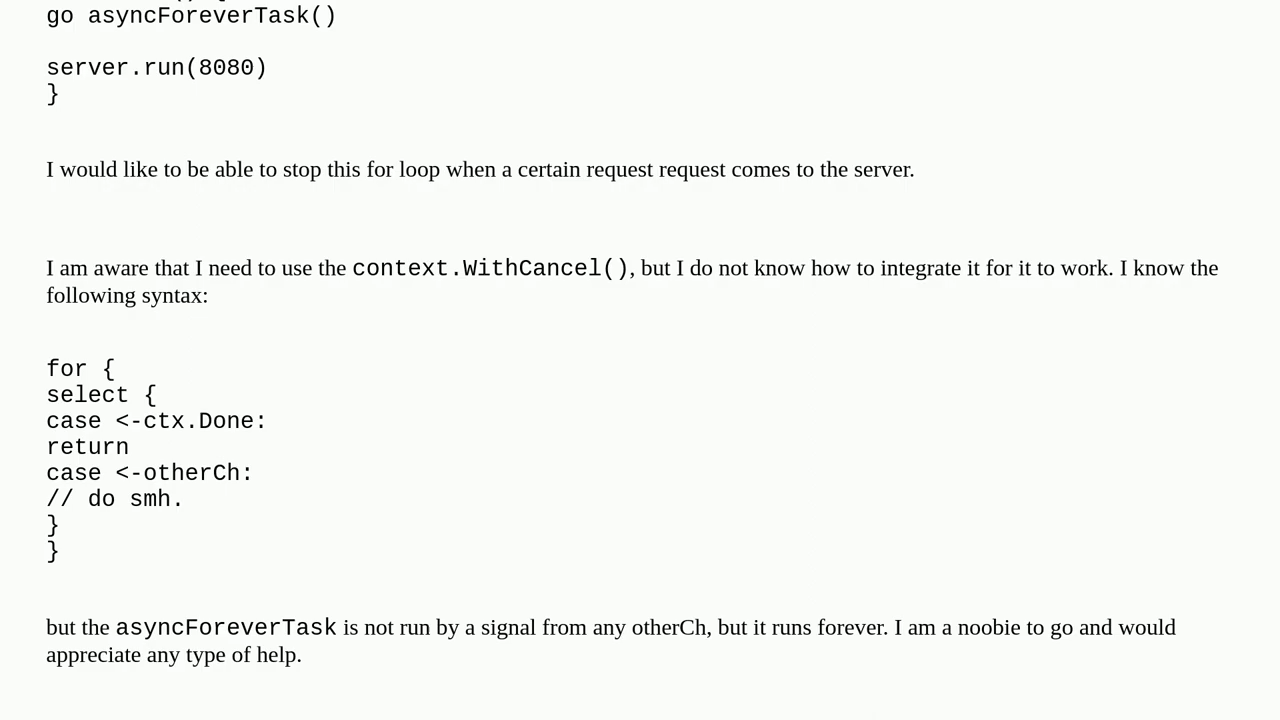 go asyncForeverTask()
server.run(8080)
}
I would like to be able to stop this for loop when a certain request request comes to the server.
I am aware that I need to use the context.WithCancel(), but I do not know how to integrate it for it to work. I know the
following syntax:
for {
select {
case <-ctx.Done:
return
case <-otherCh:
// do smh.
}
}
but the asyncForeverTask is not run by a signal from any otherCh, but it runs forever. I am a noobie to go and would
appreciate any type of help.